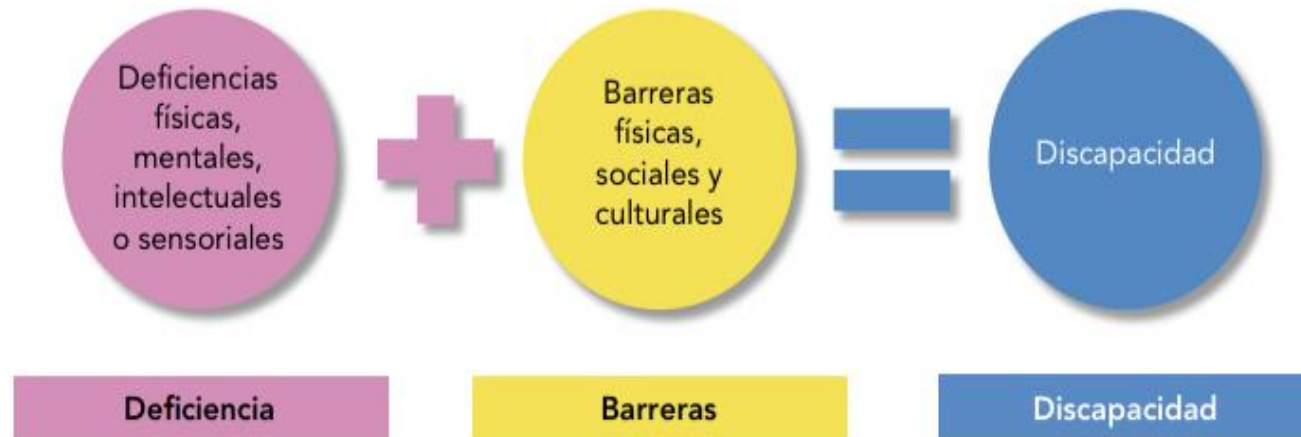 Deficiencias
físicas,
mentales,
intelectuales
o sensoriales
Barreras
físicas,
sociales y
culturales
Discapacidad
Deficiencia
Barreras
Discapacidad